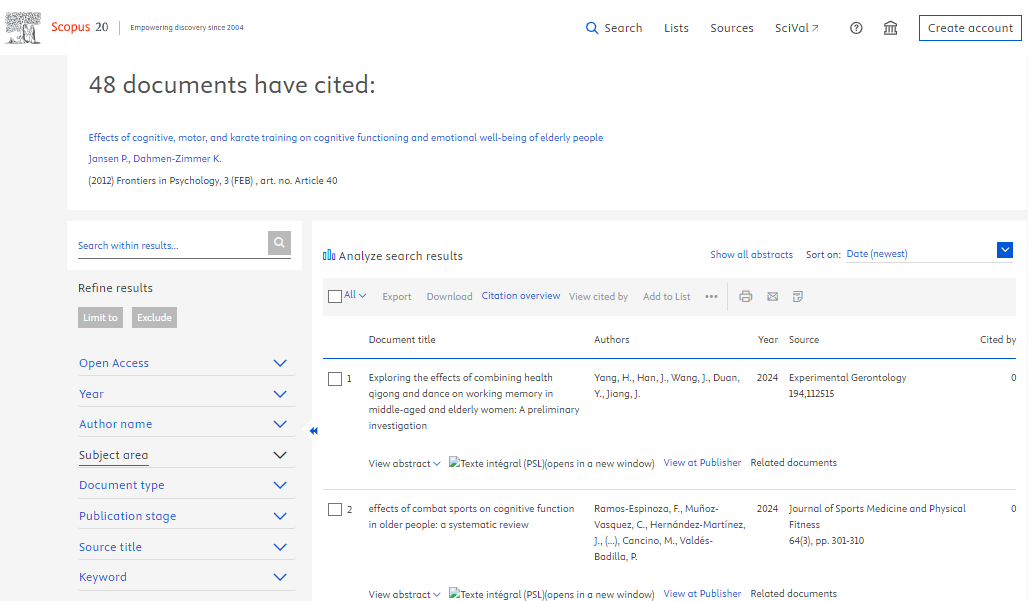 Scopus 20 Empowering discovery since 2004 Search Lists Sources SciVal ↗ Create account
48 documents have cited:
Effects of cognitive, motor, and karate training on cognitive functioning and emotional well-being of elderly people
Jansen P., Dahmen-Zimmer K.
(2012) Frontiers in Psychology, 3 (FEB) , art. no. Article 40
Search within results...
Refine results
Limit to Exclude
Open Access
Year
Author name
Subject area
Document type
Publication stage
Source title
Keyword
Analyze search results Show all abstracts Sort on: Date (newest)
All Export Download Citation overview View cited by Add to List •••
Document title Authors Year Source Cited by
1 Exploring the effects of combining health Yang, H., Han, J., Wang, J., Duan, 2024 Experimental Gerontology 0
qigong and dance on working memory in Y., Jiang, J. 194,112515
middle-aged and elderly women: A preliminary
investigation
View abstract Texte intégral (PSL)(opens in a new window) View at Publisher Related documents
2 effects of combat sports on cognitive function Ramos-Espinoza, F., Muñoz- 2024 Journal of Sports Medicine and Physical 0
in older people: a systematic review Vasquez, C., Hernández-Martínez, Fitness
J., (...), Cancino, M., Valdés- 64(3), pp. 301-310
Badilla, P.
View abstract Texte intégral (PSL)(opens in a new window) View at Publisher Related documents